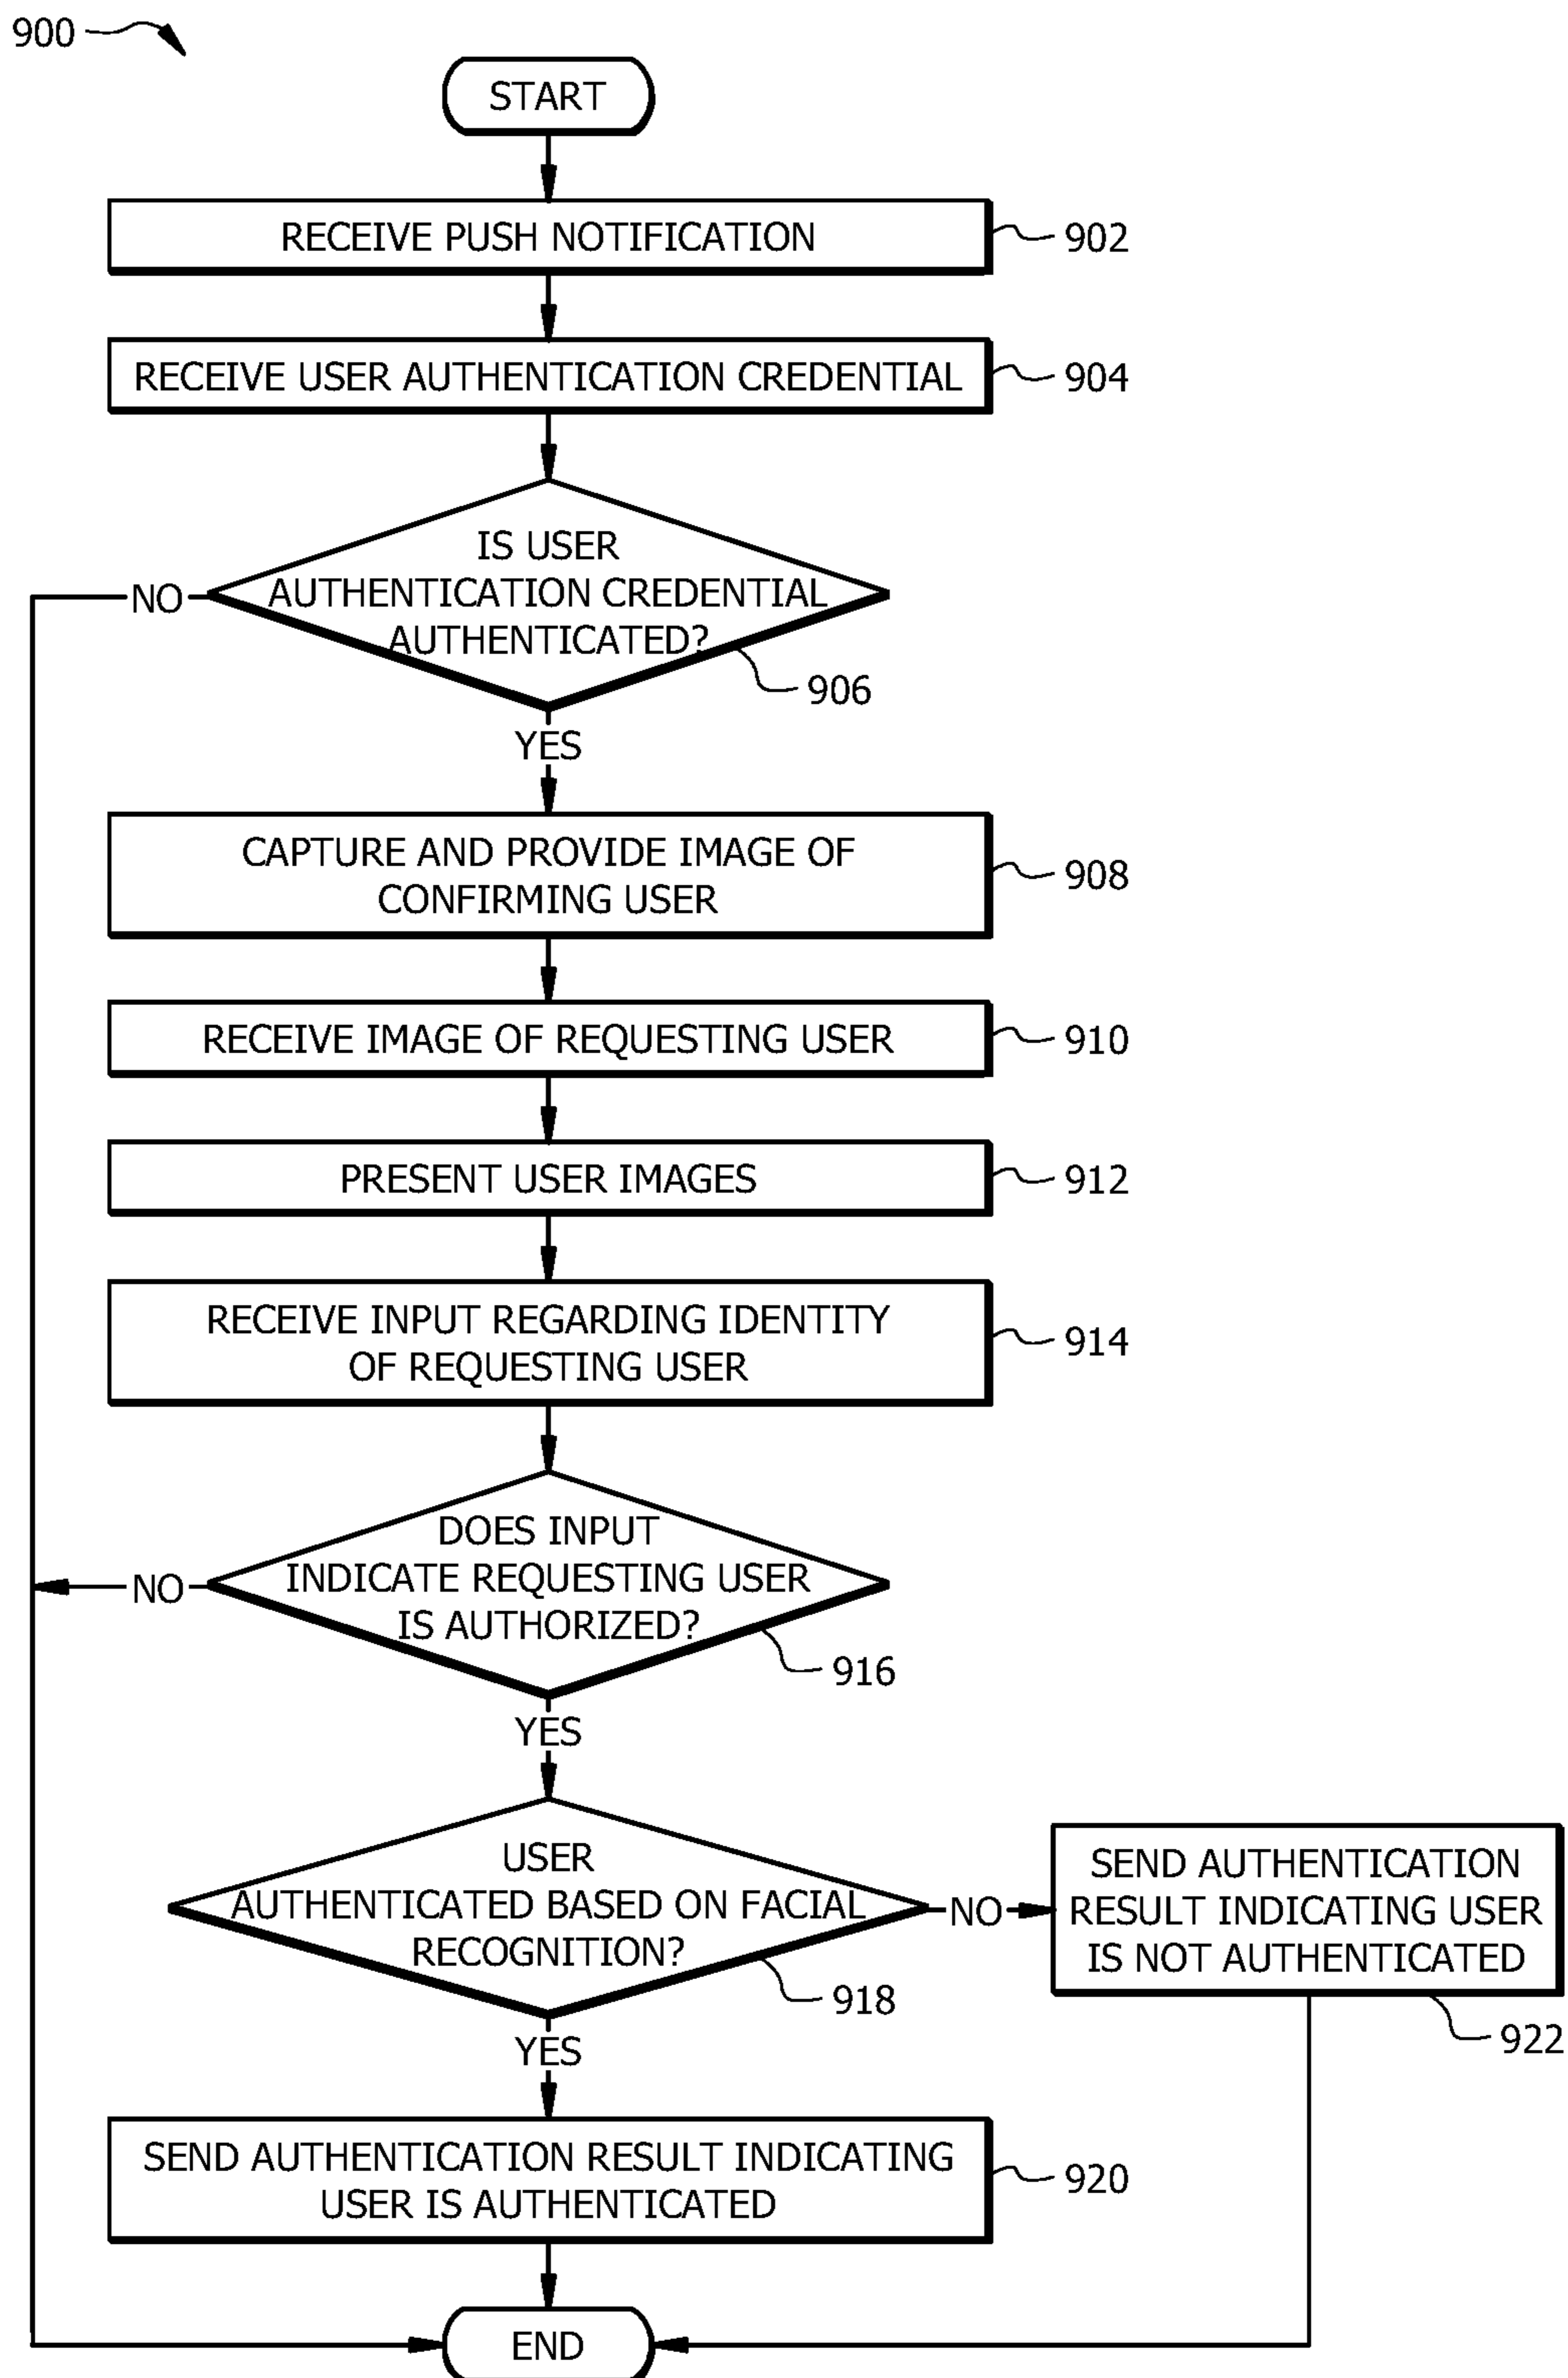 900
START
RECEIVE PUSH NOTIFICATION
902
RECEIVE USER AUTHENTICATION CREDENTIAL
904
IS USER
AUTHENTICATION CREDENTIAL
AUTHENTICATED?
NO
906
YES
CAPTURE AND PROVIDE IMAGE OF
CONFIRMING USER
908
RECEIVE IMAGE OF REQUESTING USER
910
PRESENT USER IMAGES
912
RECEIVE INPUT REGARDING IDENTITY
OF REQUESTING USER
914
DOES INPUT
INDICATE REQUESTING USER
IS AUTHORIZED?
NO
916
YES
USER
AUTHENTICATED BASED ON FACIAL
RECOGNITION?
918
NO
SEND AUTHENTICATION
RESULT INDICATING USER
IS NOT AUTHENTICATED
922
YES
SEND AUTHENTICATION RESULT INDICATING
USER IS AUTHENTICATED
920
END